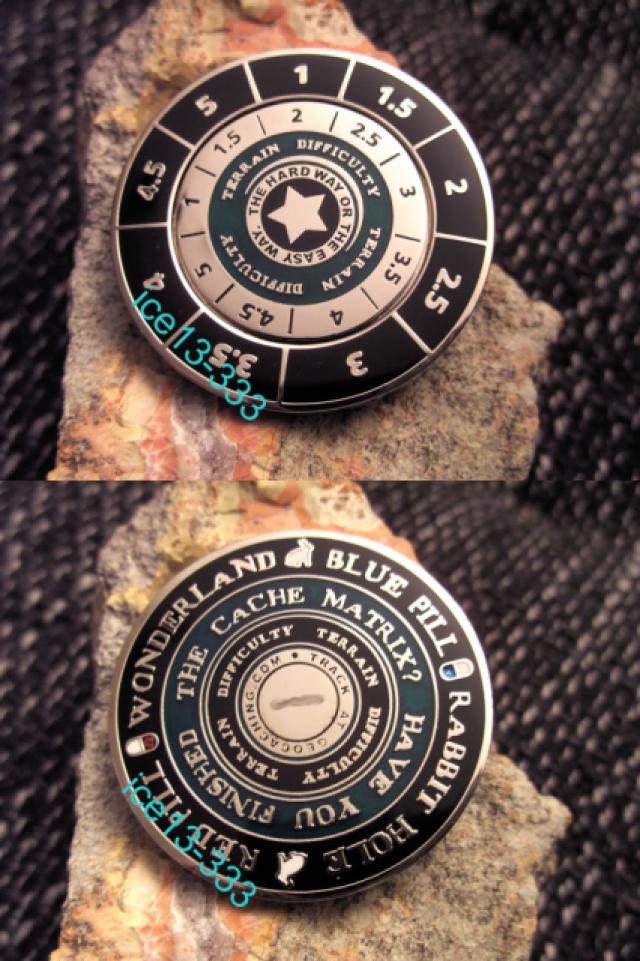 1
1.5
2
2.5
3
3.5
4
4.5
5
2
2.5
3
3.5
4
4.5
5
1
1.5
TERRAIN DIFFICULTY TERRAIN DIFFICULTY
THE HARD WAY OR THE EASY WAY.
ice13-333
WONDERLAND BLUE PILL RABBIT HOLE RED PILL
THE CACHE MATRIX? HAVE YOU FINISHED
DIFFICULTY TERRAIN DIFFICULTY TERRAIN
TRACK AT GEOCACHING.COM
ice13-333